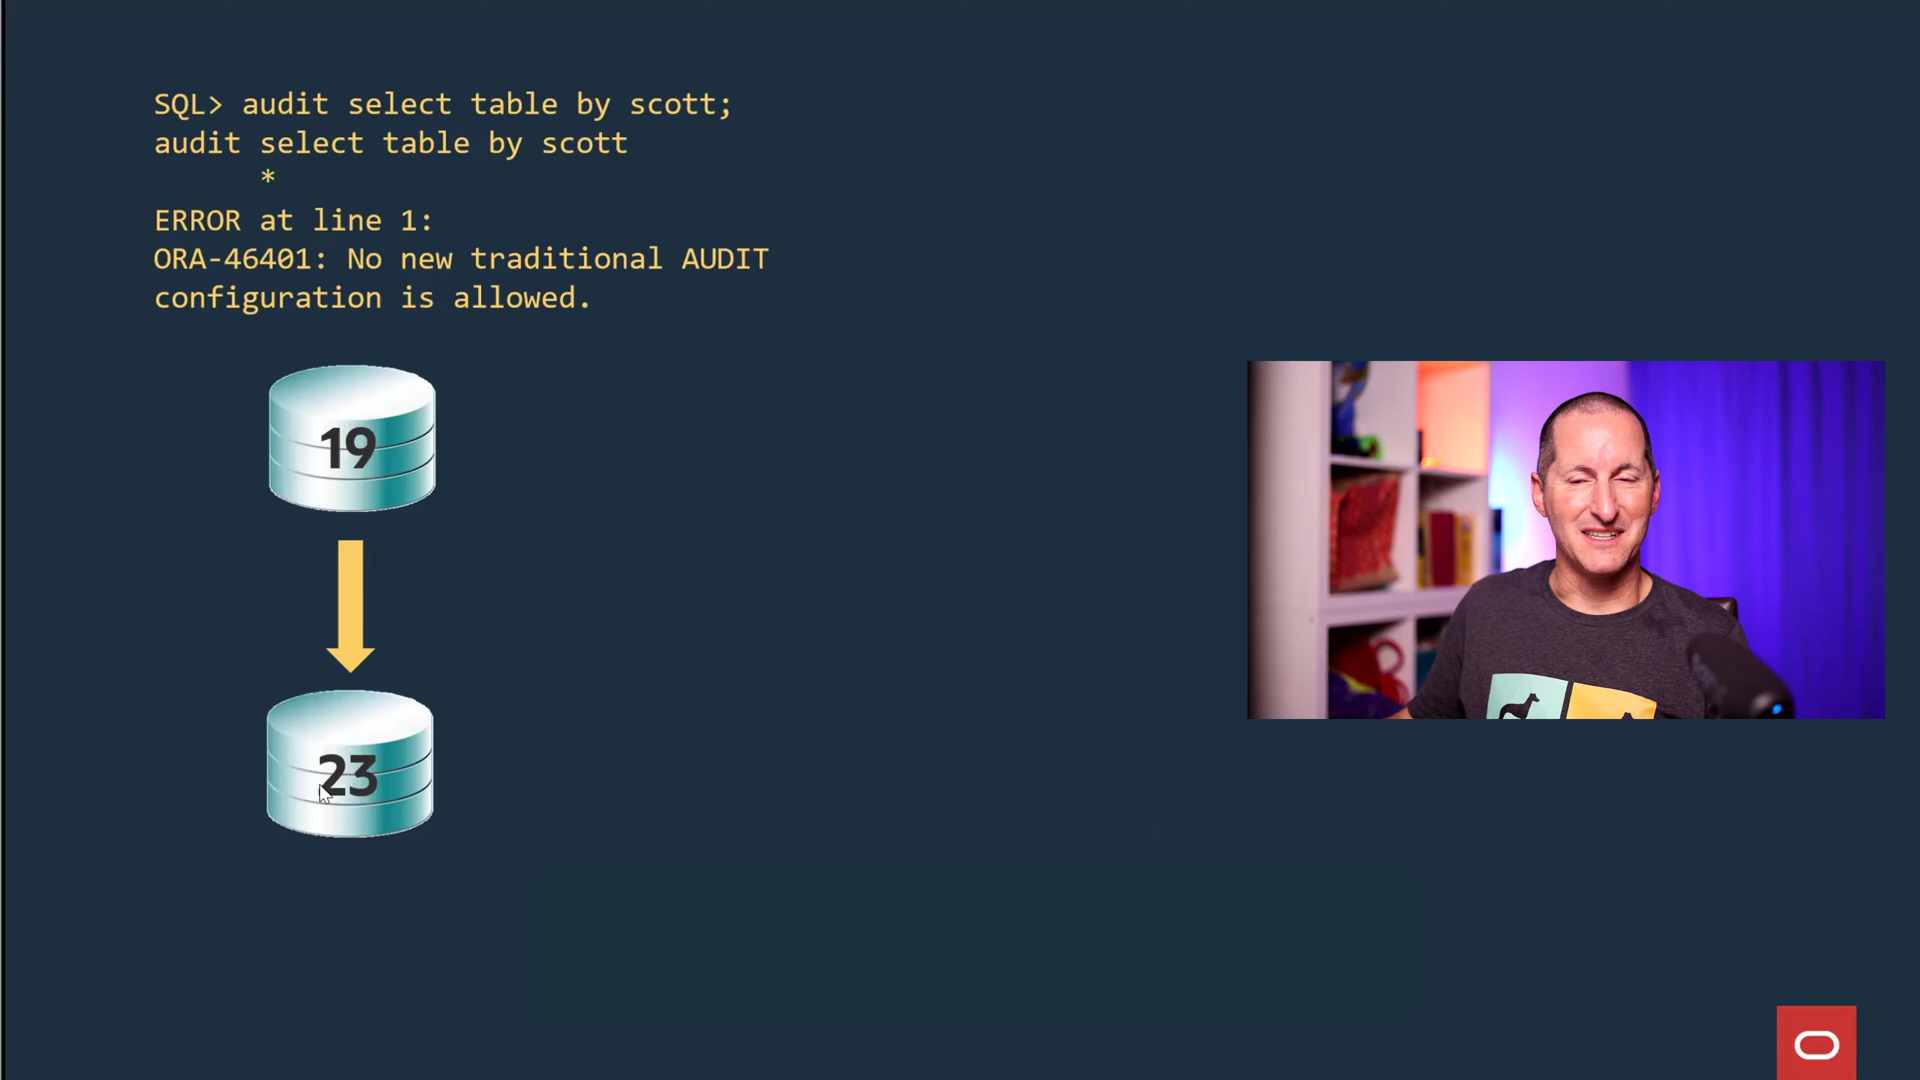 SQL> audit select table by scott;
audit select table by scott
*
ERROR at line 1:
ORA-46401: No new traditional AUDIT
configuration is allowed.
19
23